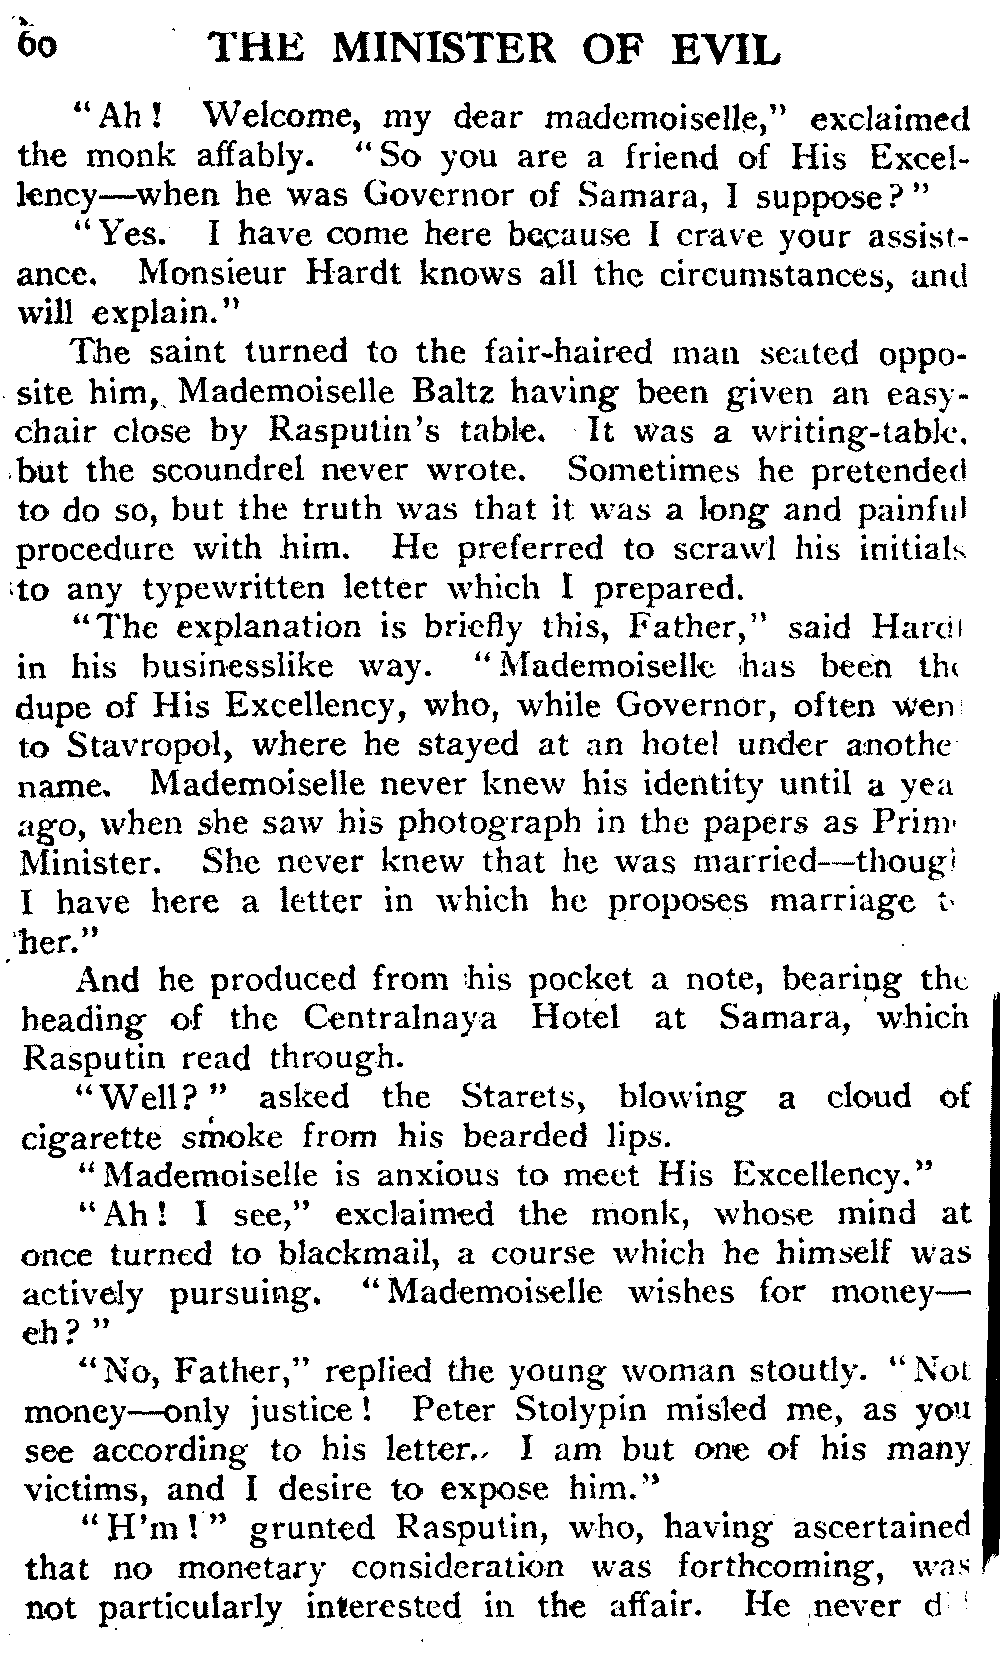 60 THE MINISTER OF EVIL
"Ah! Welcome, my dear mademoiselle," exclaimed
the monk affably. "So you are a friend of His Excel-
lency—when he was Governor of Samara, I suppose?"
"Yes. I have come here because I crave your assist-
ance. Monsieur Hardt knows all the circumstances, and
will explain."
The saint turned to the fair-haired man seated oppo-
site him, Mademoiselle Baltz having been given an easy-
chair close by Rasputin's table. It was a writing-table,
but the scoundrel never wrote. Sometimes he pretended
to do so, but the truth was that it was a long and painful
procedure with him. He preferred to scrawl his initials
to any typewritten letter which I prepared.
"The explanation is briefly this, Father," said Hardt
in his businesslike way. "Mademoiselle has been the
dupe of His Excellency, who, while Governor, often wen
to Stavropol, where he stayed at an hotel under anothe
name. Mademoiselle never knew his identity until a yea
ago, when she saw his photograph in the papers as Prim
Minister. She never knew that he was married—thoug
I have here a letter in which he proposes marriage t
her."
And he produced from his pocket a note, bearing the
heading of the Centralnaya Hotel at Samara, which
Rasputin read through.
"Well?" asked the Starets, blowing a cloud of
cigarette smoke from his bearded lips.
"Mademoiselle is anxious to meet His Excellency."
"Ah! I see," exclaimed the monk, whose mind at
once turned to blackmail, a course which he himself was
actively pursuing. "Mademoiselle wishes for money—
eh?"
"No, Father," replied the young woman stoutly. "Not
money—only justice! Peter Stolypin misled me, as you
see according to his letter. I am but one of his many
victims, and I desire to expose him."
"H'm!" grunted Rasputin, who, having ascertained
that no monetary consideration was forthcoming, was
not particularly interested in the affair. He never d